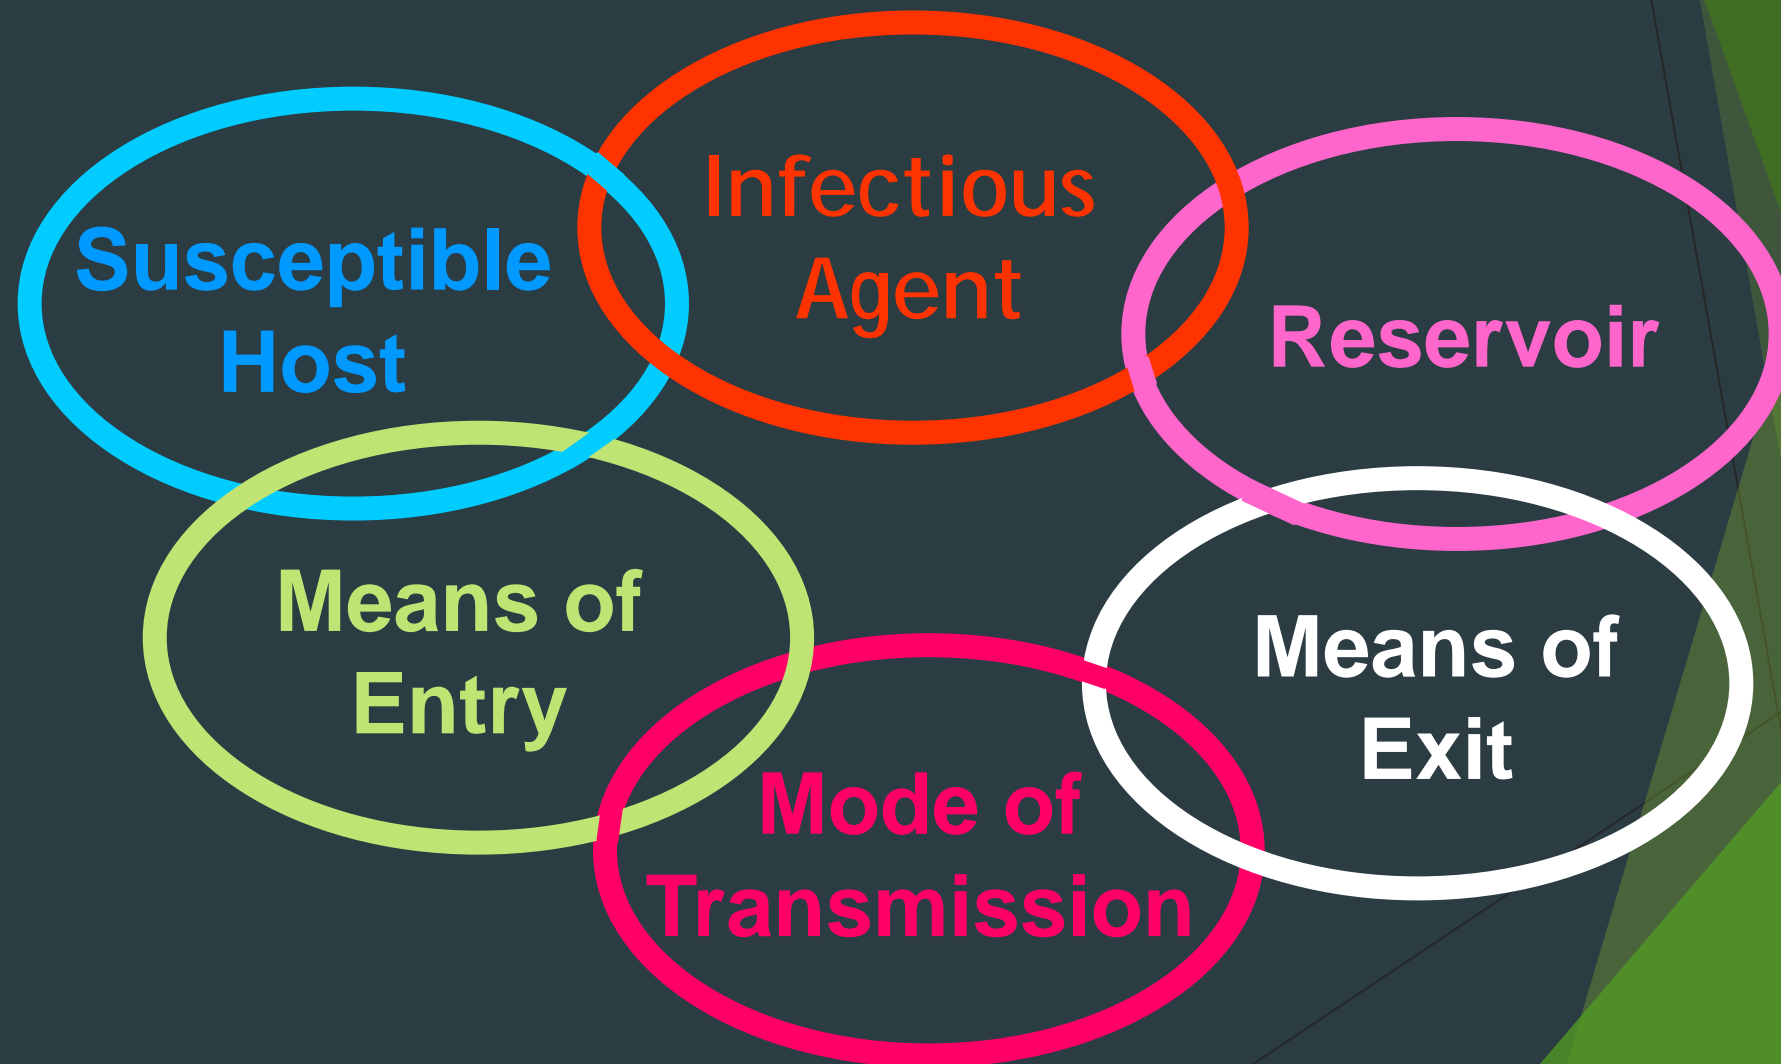 Infectious
Agent
Susceptible
Host
Reservoir
Means of
Entry
Means of
Exit
Mode of
Transmission